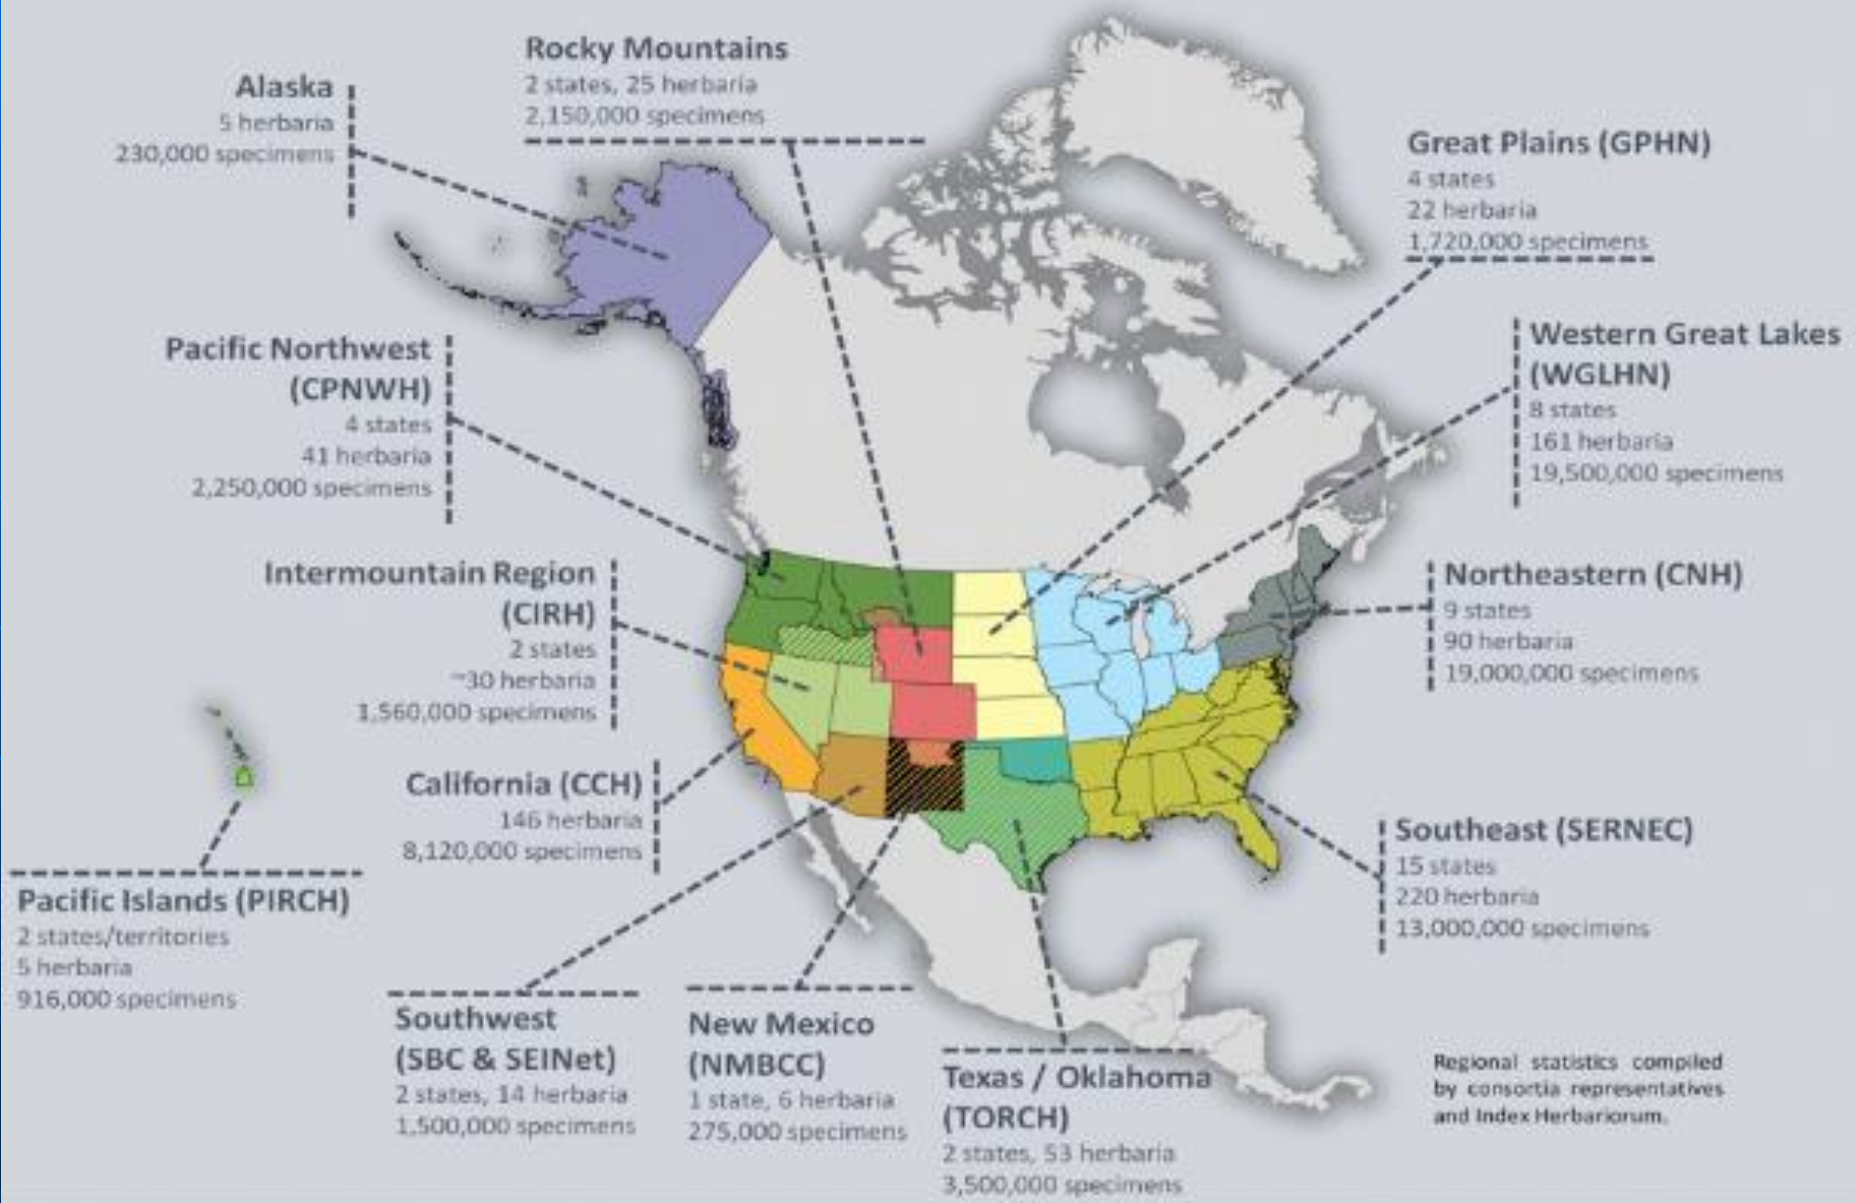 Rocky Mountains
2 states, 25 herbaria
2,150,000 specimens
Alaska
5 herbaria
230,000 specimens
Great Plains (GPHN)
4 states
22 herbaria
1,720,000 specimens
Western Great Lakes
(WGLHN)
8 states
161 herbaria
19,500,000 specimens
Pacific Northwest
(CPNWH)
4 states
41 herbaria
2,250,000 specimens
Intermountain Region
(CIRH)
2 states
~30 herbaria
1,560,000 specimens
Northeastern (CNH)
9 states
90 herbaria
19,000,000 specimens
California (CCH)
146 herbaria
8,120,000 specimens
Southeast (SERNEC)
15 states
220 herbaria
13,000,000 specimens
Pacific Islands (PIRCH)
2 states/territories
5 herbaria
916,000 specimens
Southwest
(SBC & SEINet)
2 states, 14 herbaria
1,500,000 specimens
New Mexico
(NMBCC)
1 state, 6 herbaria
275,000 specimens
Texas / Oklahoma
(TORCH)
2 states, 53 herbaria
3,500,000 specimens
Regional statistics compiled
by consortia representatives
and Index Herbariorum.